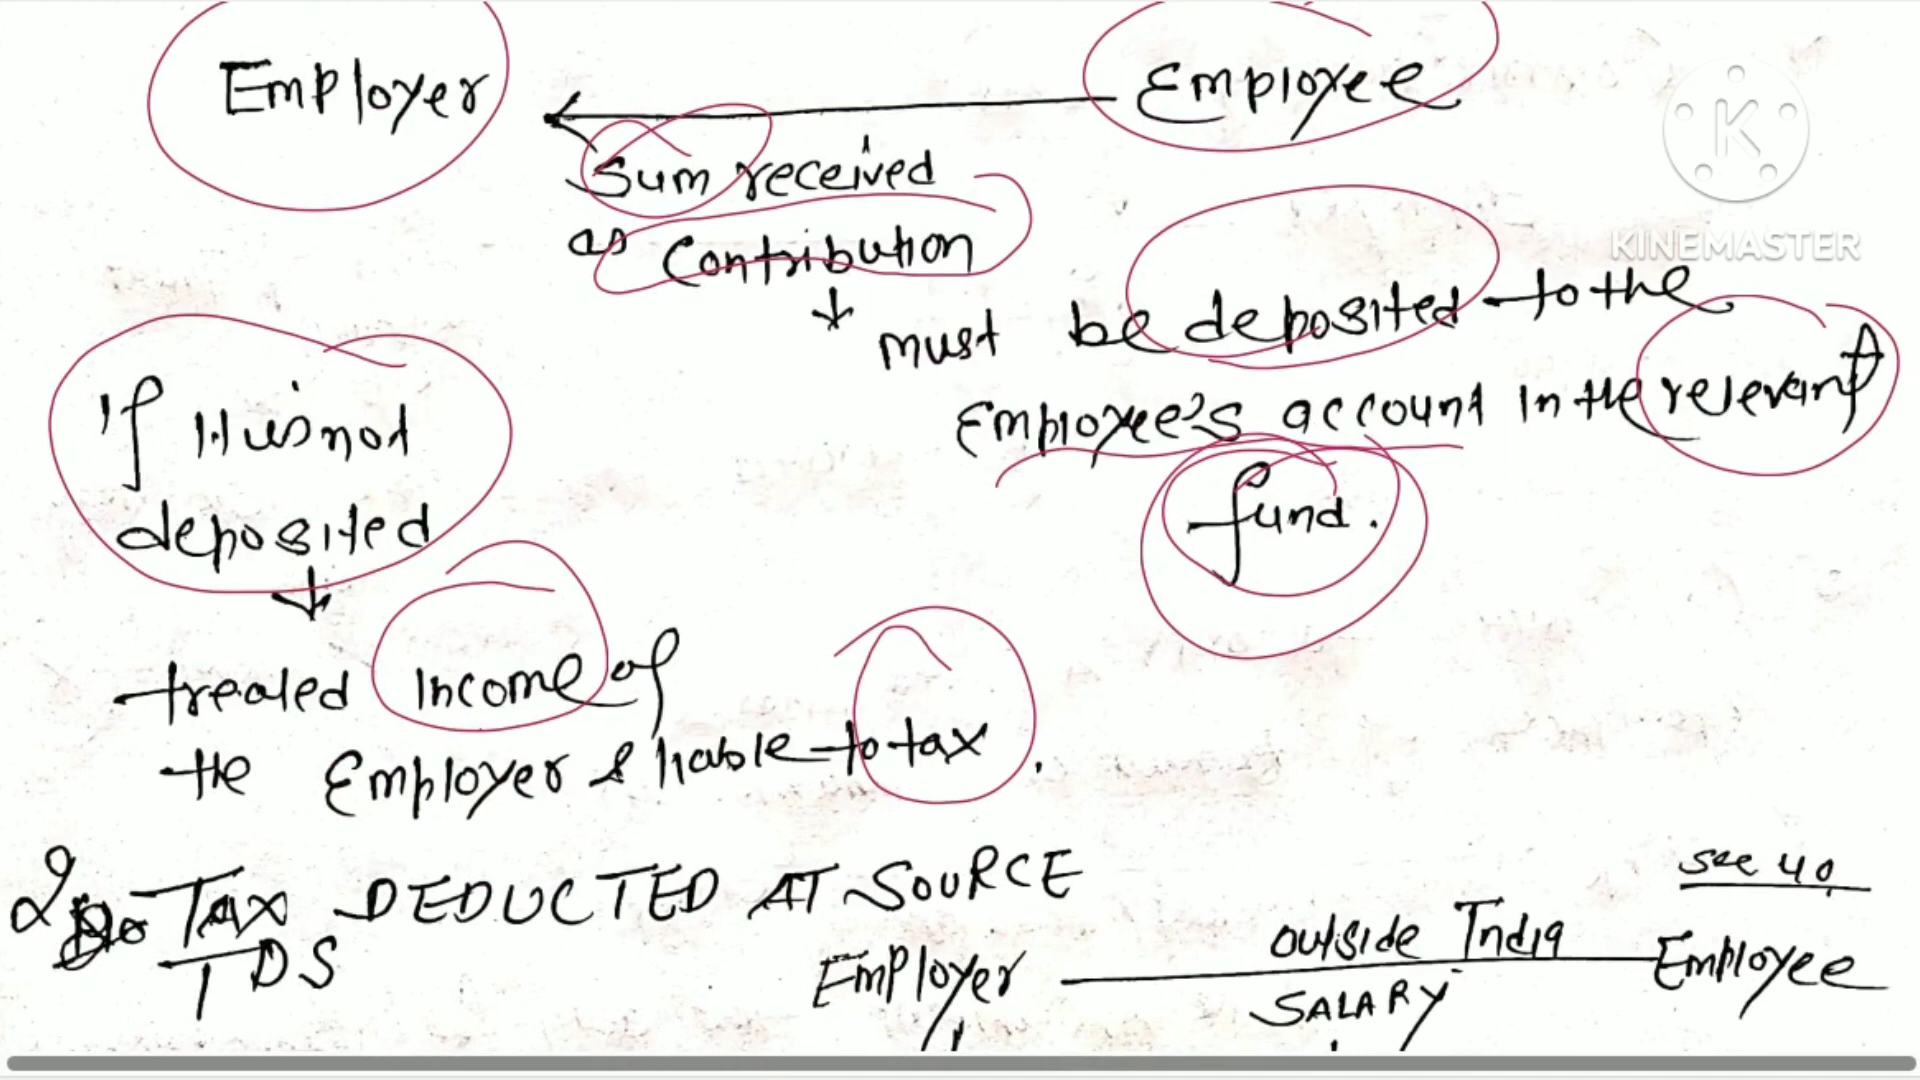 Employer
Employee
Sum received
as Contribution
must be deposited to the
Employee's account in the relevant
fund.
If it is not
deposited
treated income of
the Employer & liable to tax.
TAX DEDUCTED AT SOURCE
TDS
sec 40
Employer
outside India
Employee
SALARY
KINEMASTER